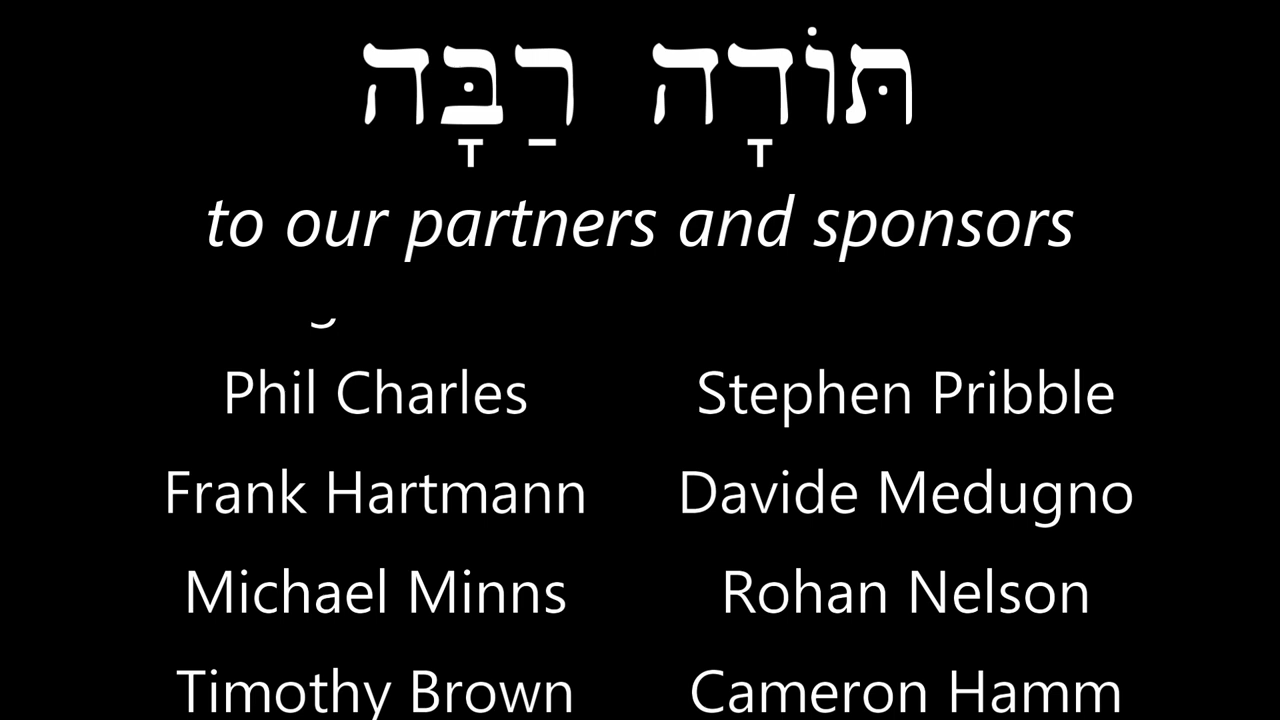 תּוֹדָה רַבָּה
to our partners and sponsors
Phil Charles Stephen Pribble
Frank Hartmann Davide Medugno
Michael Minns Rohan Nelson
Timothy Brown Cameron Hamm